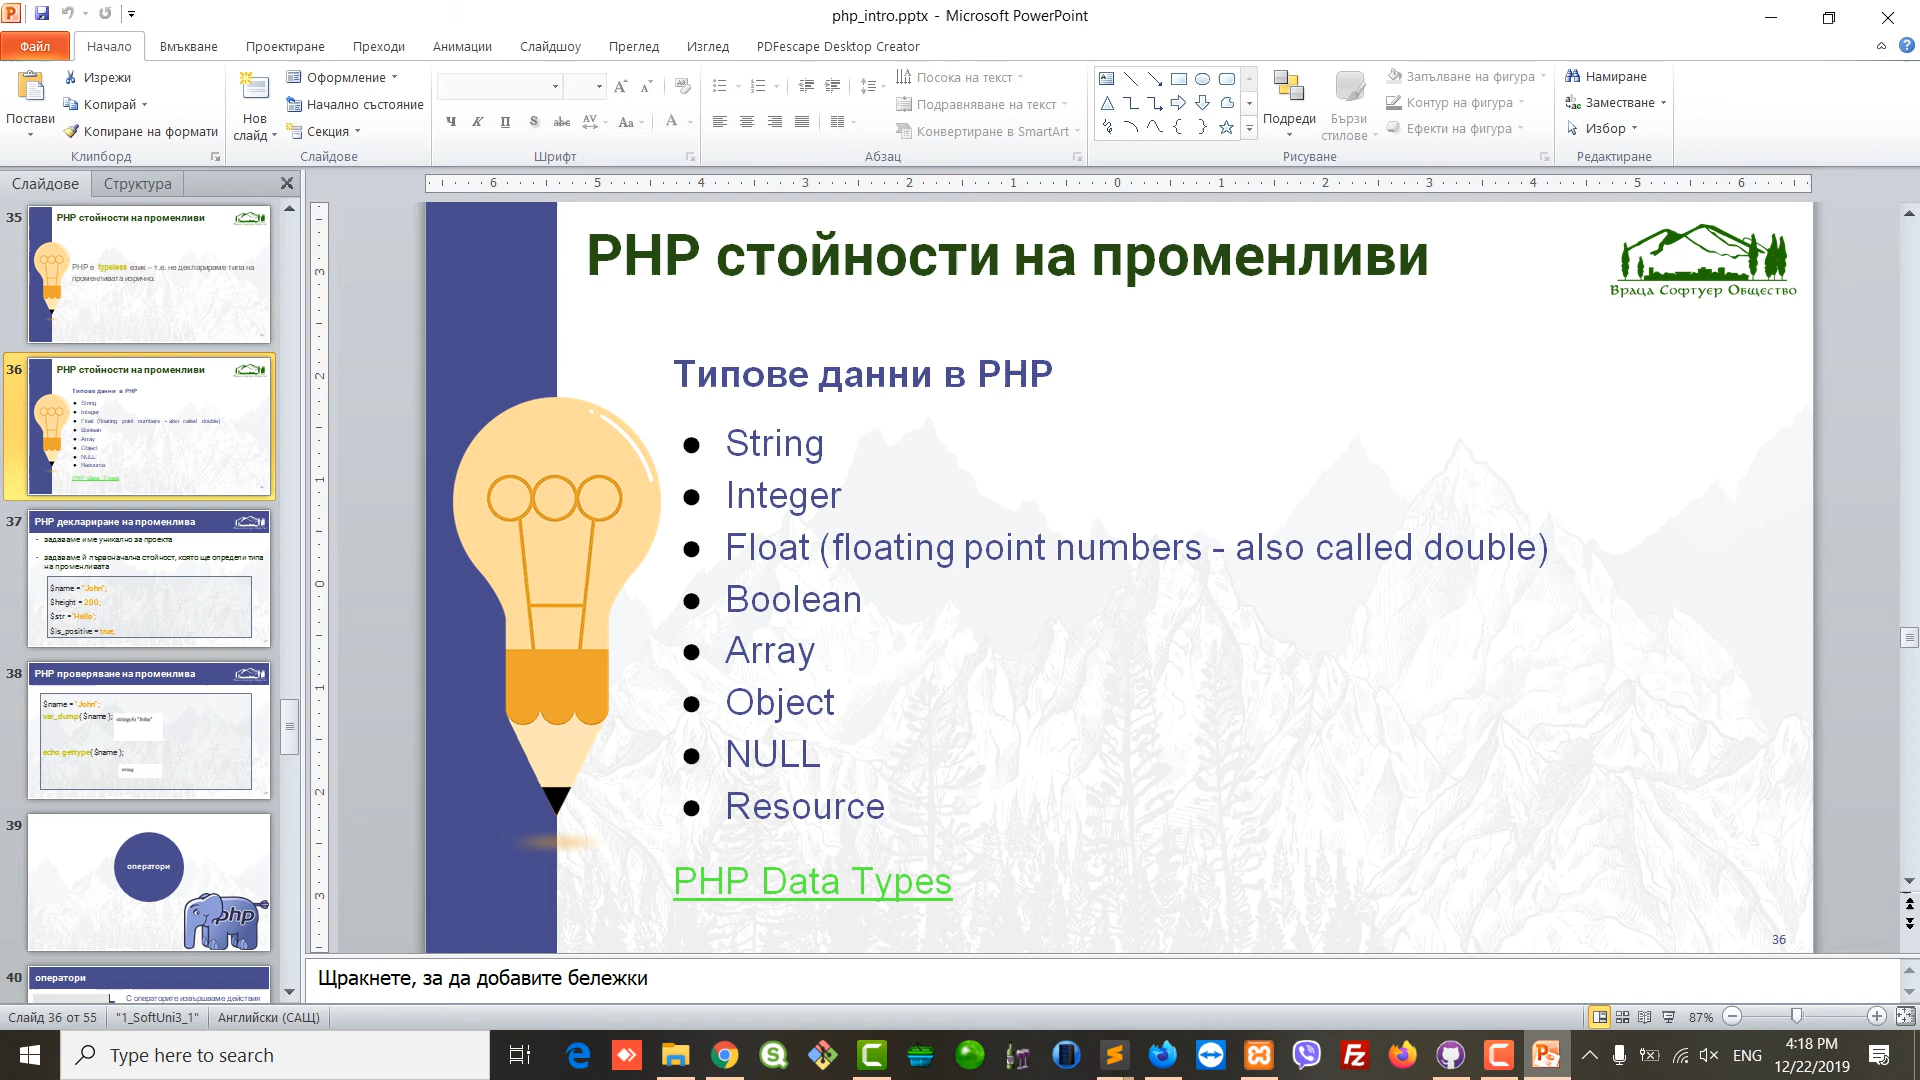 php_intro.pptx - Microsoft PowerPoint
Файл
Начало
Вмъкване
Проектиране
Преходи
Анимации
Слайдшоу
Преглед
Изглед
PDFescape Desktop Creator
Постави
Изрежи
Копирай
Копиране на формати
Клипборд
Нов слайд
Оформление
Начално състояние
Секция
Слайдове
Шрифт
Посока на текст
Подравняване на текст
Конвертиране в SmartArt
Абзац
Подреди
Бързи стилове
Запълване на фигура
Контур на фигура
Ефекти на фигура
Рисуване
Намиране
Заместване
Избор
Редактиране
Слайдове
Структура
35
PHP стойности на променливи
PHP е typeless език – т.е. не декларираме типа на
променливата изрично.
36
PHP стойности на променливи
Типове данни в PHP
String
Integer
Float (floating point numbers - also called double)
Boolean
Array
Object
NULL
Resource
PHP Data Types
37
PHP деклариране на променлива
- задаваме име уникално за проекта
- задаваме й първоначална стойност, която ще определи типа
на променливата
$name = "John";
$height = 200;
$str = 'Hello';
$is_positive = true;
38
PHP проверяване на променлива
$name = "John";
var_dump( $name );
string(4) "John"
echo gettype( $name );
string
39
оператори
php
40
оператори
С операторите извършваме действия
PHP стойности на променливи
Враца Софтуер Общество
Типове данни в PHP
● String
● Integer
● Float (floating point numbers - also called double)
● Boolean
● Array
● Object
● NULL
● Resource
PHP Data Types
36
Щракнете, за да добавите бележки
Слайд 36 от 55
"1_SoftUni3_1"
Английски (САЩ)
87%
Type here to search
ENG
4:18 PM
12/22/2019